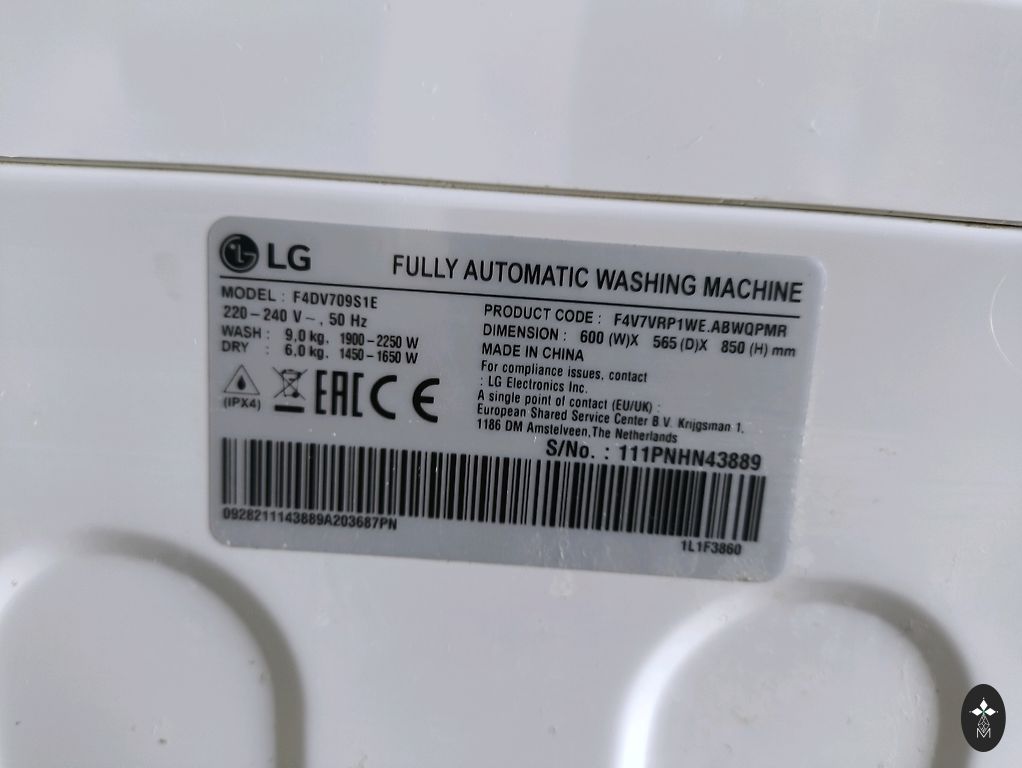 LG
FULLY AUTOMATIC WASHING MACHINE
MODEL : F4DV709S1E
220-240 V~, 50 Hz
WASH : 9,0 kg, 1900-2250 W
DRY : 6,0 kg, 1450-1650 W
(IPX4)
EAC CE
PRODUCT CODE : F4V7VRP1WE.ABWQPMR
DIMENSION : 600 (W)X 565 (D)X 850 (H) mm
MADE IN CHINA
For compliance issues, contact
: LG Electronics Inc.
A single point of contact (EU/UK) :
European Shared Service Center B.V. Krijgsman 1,
1186 DM Amstelveen,The Netherlands
S/No. : 111PNHN43889
0928211143889A203687PN
1L1F3860
M